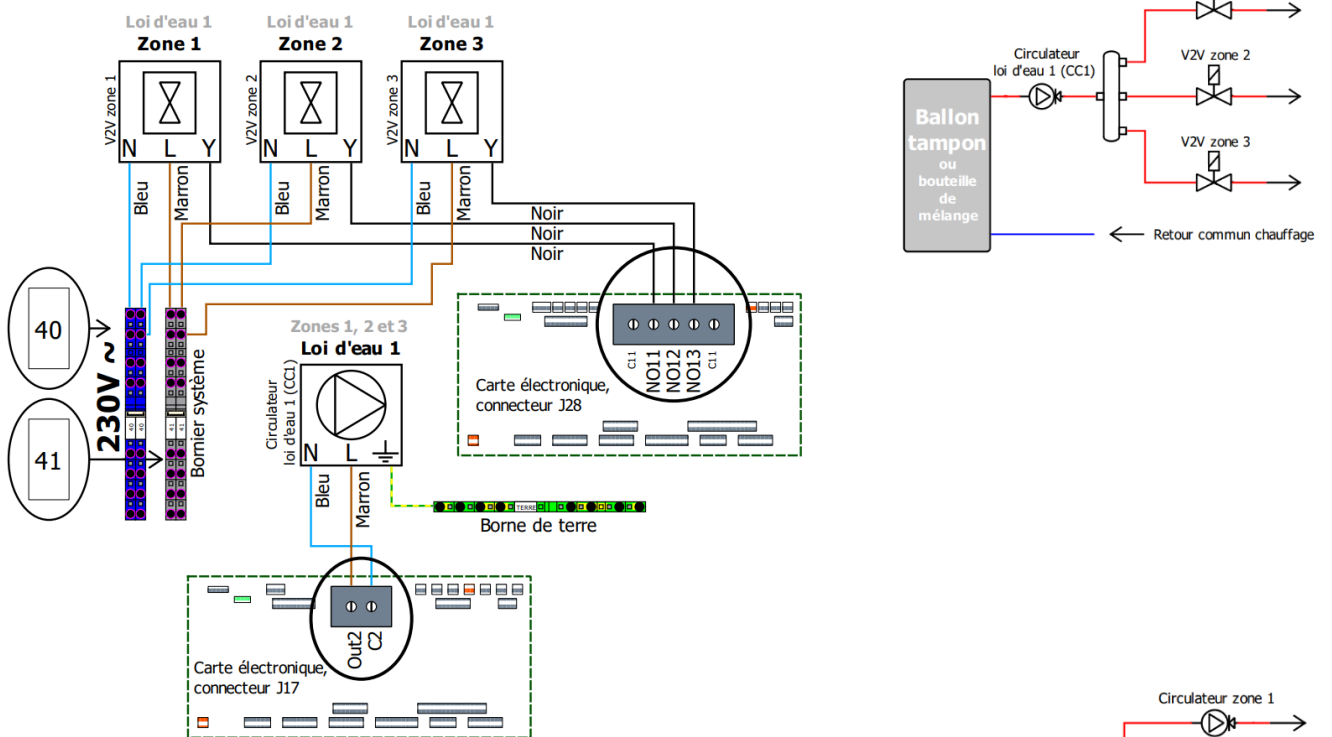 Loi d'eau 1
Zone 1
V2V zone 1
N L Y
Bleu
Marron
Loi d'eau 1
Zone 2
V2V zone 2
N L Y
Bleu
Marron
Loi d'eau 1
Zone 3
V2V zone 3
N L Y
Bleu
Marron
Noir
Noir
Noir
40
41
230V ~
40 40
41 41
Bornier système
Zones 1, 2 et 3
Loi d'eau 1
Circulateur
loi d'eau 1 (CC1)
N L
Bleu
Marron
TERRE
Borne de terre
C11 NO11 NO12 NO13 C11
Carte électronique,
connecteur J28
Out2 C2
Carte électronique,
connecteur J17
Circulateur
loi d'eau 1 (CC1)
Ballon
tampon
ou
bouteille
de
mélange
V2V zone 2
V2V zone 3
Retour commun chauffage
Circulateur zone 1